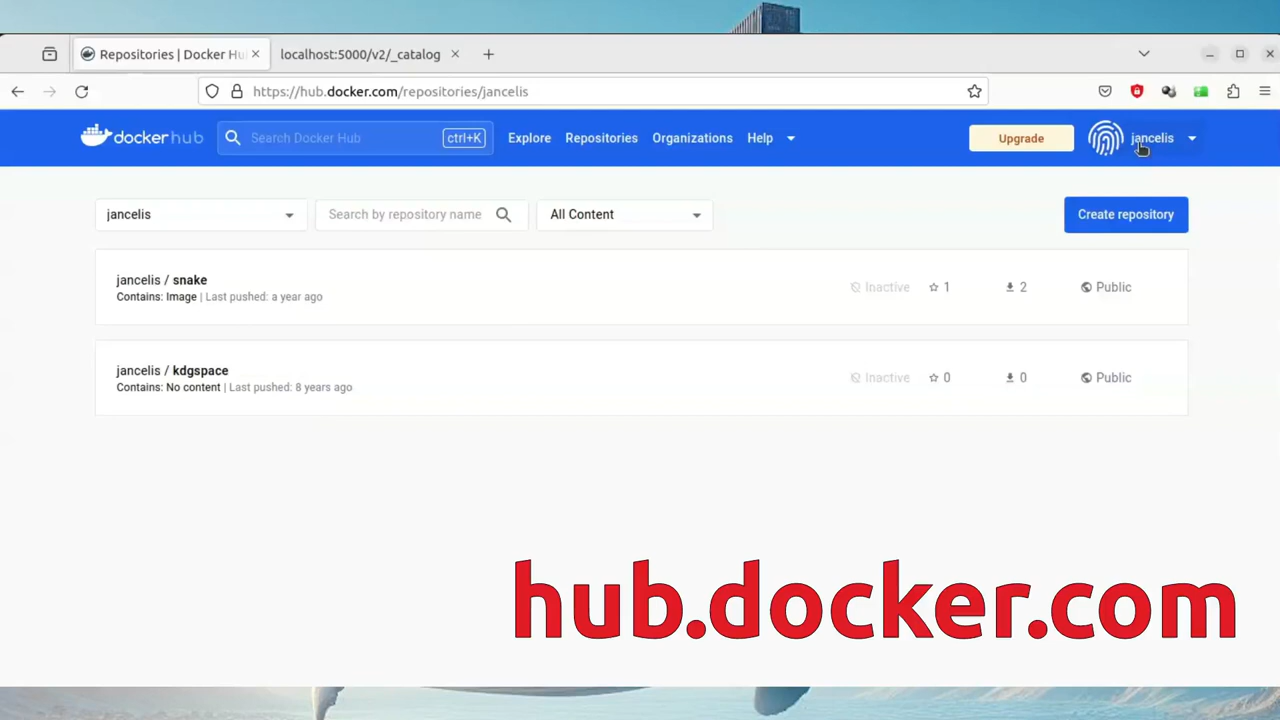 Repositories | Docker Hu
localhost:5000/v2/_catalog
https://hub.docker.com/repositories/jancelis
dockerhub
Search Docker Hub
ctrl+K
Explore
Repositories
Organizations
Help
Upgrade
jancelis
jancelis
Search by repository name
All Content
Create repository
jancelis / snake
Contains: Image | Last pushed: a year ago
Inactive
1
2
Public
jancelis / kdgspace
Contains: No content | Last pushed: 8 years ago
Inactive
0
0
Public
hub.docker.com